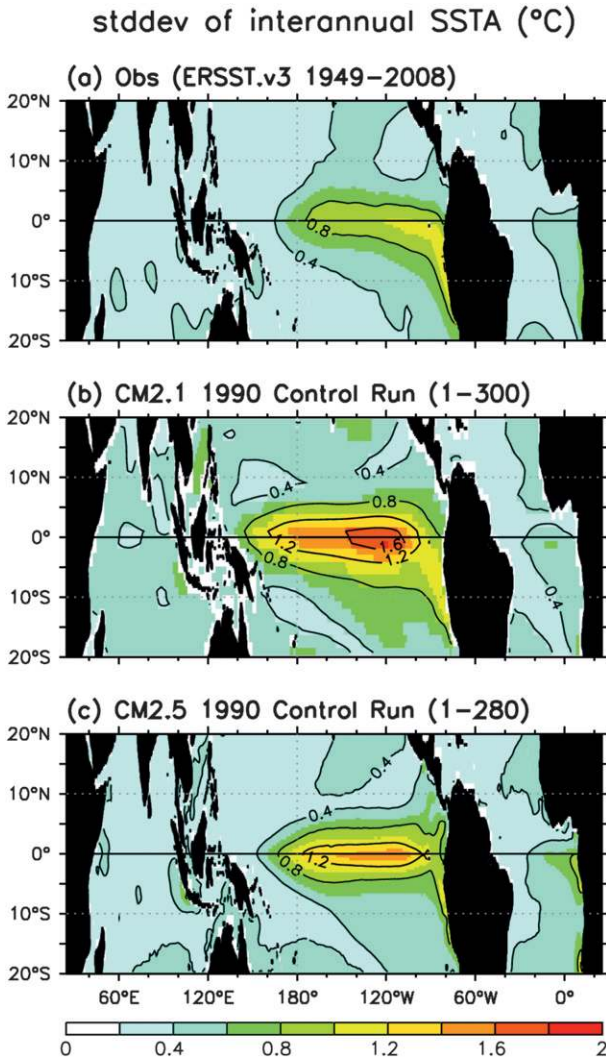 stddev of interannual SSTA (°C)
(a) Obs (ERSST.v3 1949–2008)
20°N
10°N
0°
10°S
20°S
0.8
0.4
(b) CM2.1 1990 Control Run (1–300)
20°N
10°N
0°
10°S
20°S
0.4
0.4
0.8
1.2
1.6
1.2
0.8
0.4
(c) CM2.5 1990 Control Run (1–280)
20°N
10°N
0°
10°S
20°S
0.4
0.4
1.2
0.8
60°E 120°E 180° 120°W 60°W 0°
0 0.4 0.8 1.2 1.6 2